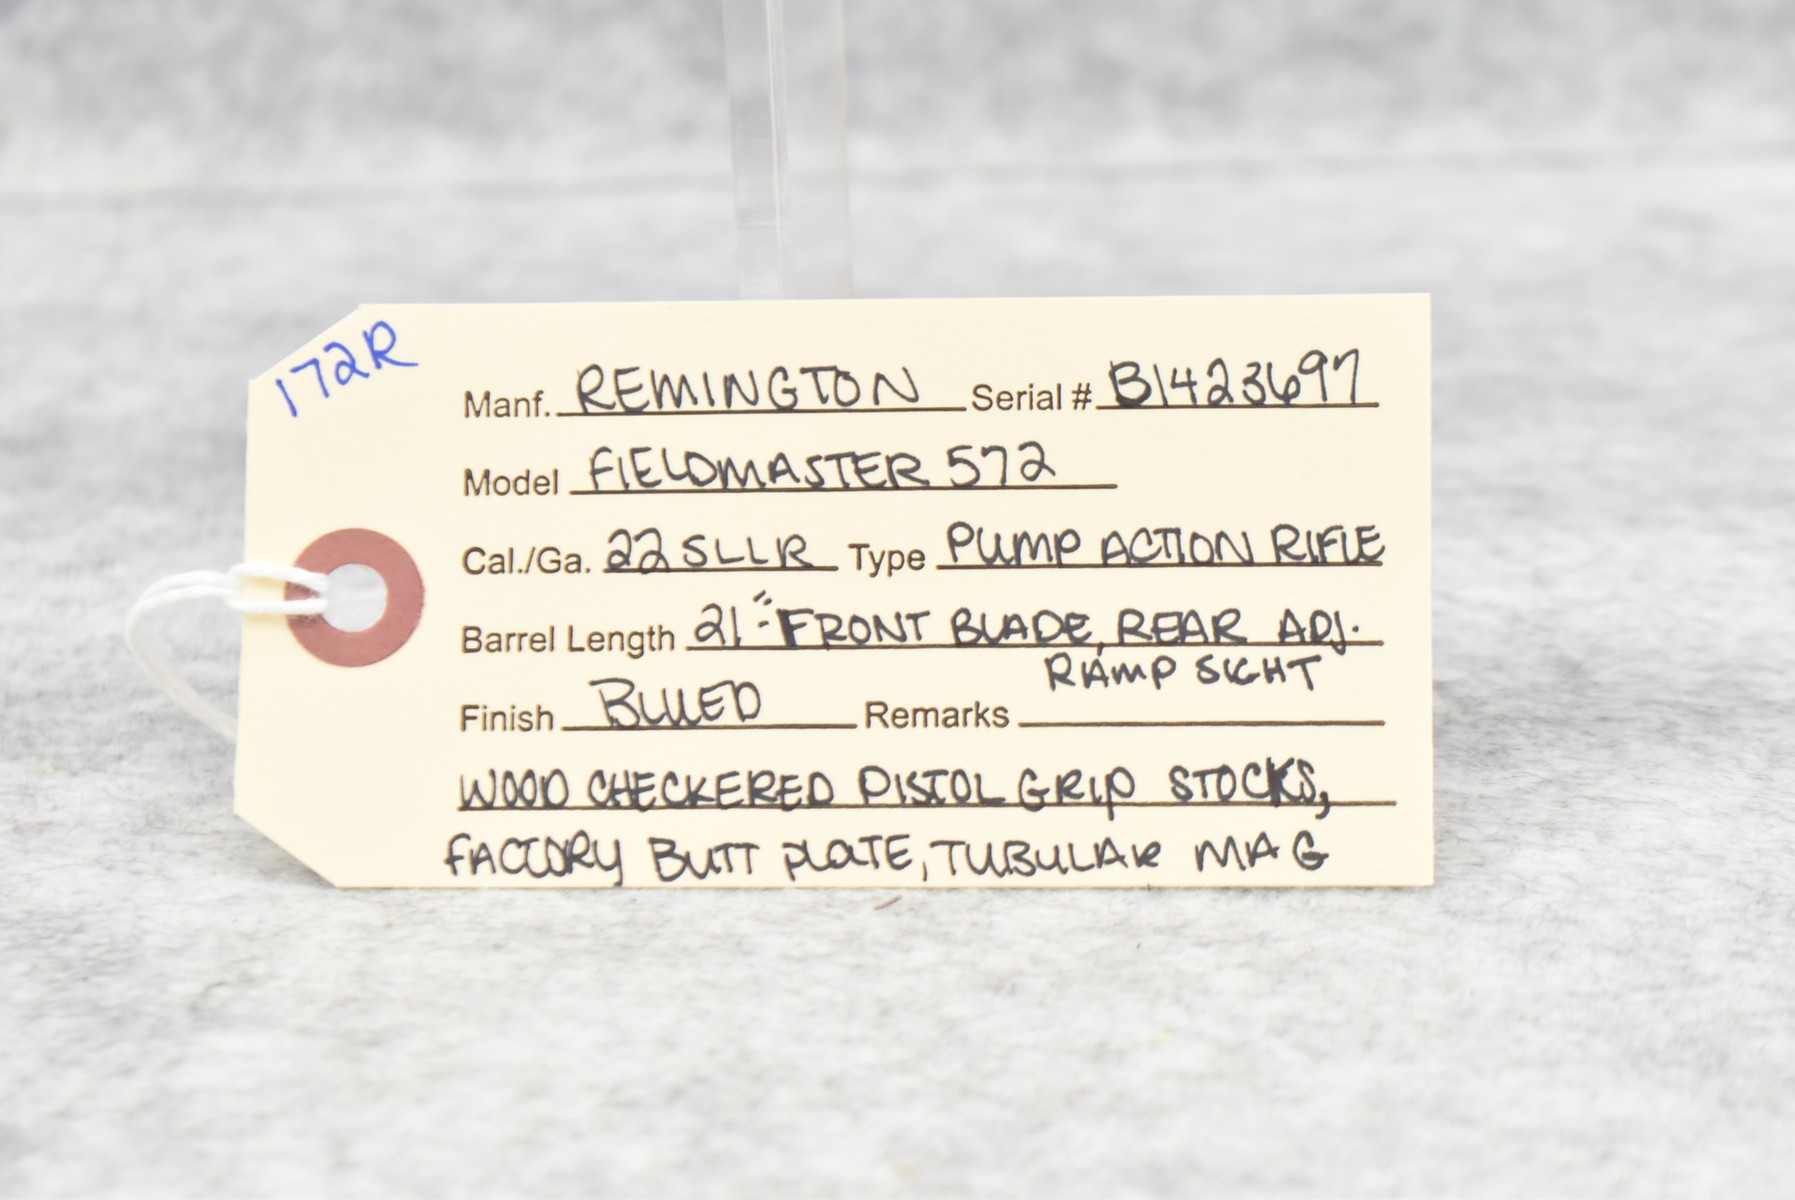 172R
Manf. REMINGTON Serial # B1423697
Model FIELDMASTER 572
Cal./Ga. 22 SLLR Type PUMP ACTION RIFLE
Barrel Length 21" FRONT BLADE, REAR ADJ.
RAMP SIGHT
Finish BLUED Remarks
WOOD CHECKERED PISTOL GRIP STOCKS,
FACTORY BUTT PLATE, TUBULAR MAG